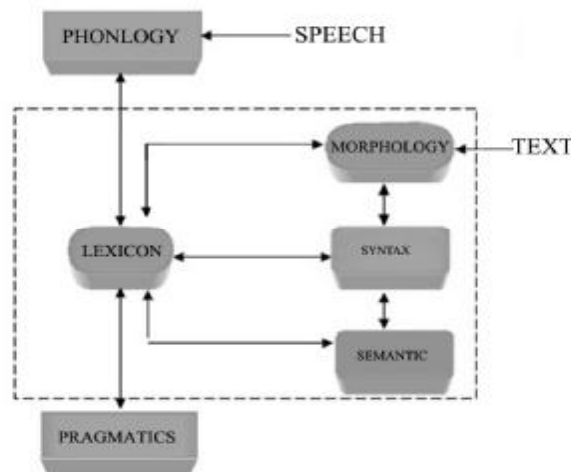 PHONLOGY
SPEECH
MORPHOLOGY
TEXT
LEXICON
SYNTAX
SEMANTIC
PRAGMATICS